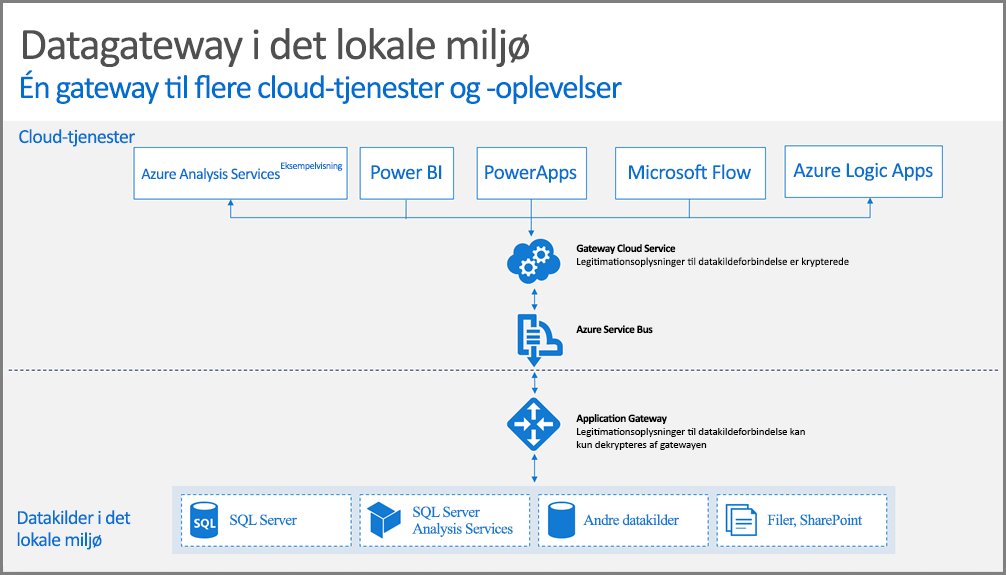 Datagateway i det lokale miljø
Én gateway til flere cloud-tjenester og -oplevelser
Cloud-tjenester
Azure Analysis Services Eksempelvisning
Power BI
PowerApps
Microsoft Flow
Azure Logic Apps
Gateway Cloud Service
Legitimationsoplysninger til datakildeforbindelse er krypterede
Azure Service Bus
Application Gateway
Legitimationsoplysninger til datakildeforbindelse kan
kun dekrypteres af gatewayen
Datakilder i det
lokale miljø
SQL
SQL Server
SQL Server
Analysis Services
Andre datakilder
Filer, SharePoint